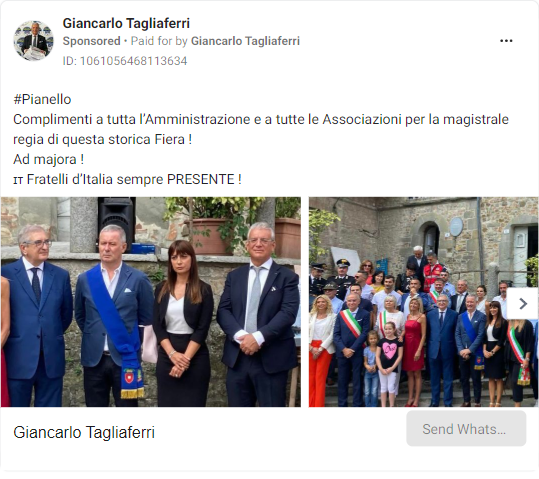 Giancarlo Tagliaferri
Sponsored • Paid for by Giancarlo Tagliaferri
ID: 1061056468113634
#Pianello
Complimenti a tutta l'Amministrazione e a tutte le Associazioni per la magistrale
regia di questa storica Fiera !
Ad majora !
IT Fratelli d'Italia sempre PRESENTE !
Giancarlo Tagliaferri
Send Whats...